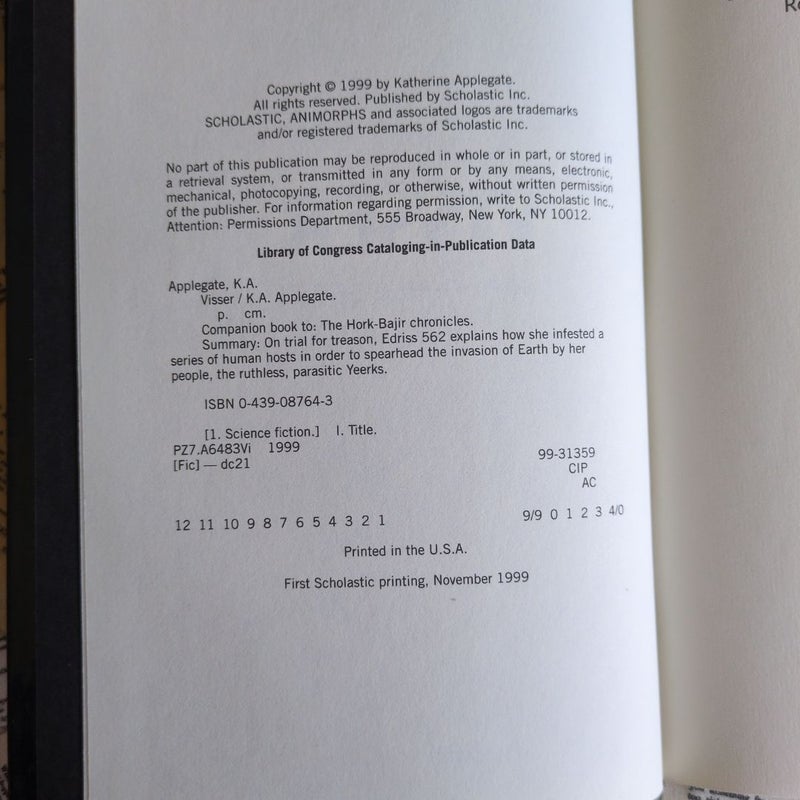 Copyright © 1999 by Katherine Applegate.
All rights reserved. Published by Scholastic Inc.
SCHOLASTIC, ANIMORPHS and associated logos are trademarks
and/or registered trademarks of Scholastic Inc.
No part of this publication may be reproduced in whole or in part, or stored in
a retrieval system, or transmitted in any form or by any means, electronic,
mechanical, photocopying, recording, or otherwise, without written permission
of the publisher. For information regarding permission, write to Scholastic Inc.,
Attention: Permissions Department, 555 Broadway, New York, NY 10012.
Library of Congress Cataloging-in-Publication Data
Applegate, K.A.
Visser / K.A. Applegate.
p. cm.
Companion book to: The Hork-Bajir chronicles.
Summary: On trial for treason, Edriss 562 explains how she infested a
series of human hosts in order to spearhead the invasion of Earth by her
people, the ruthless, parasitic Yeerks.
ISBN 0-439-08764-3
[1. Science fiction.] I. Title.
PZ7.A6483Vi 1999
[Fic] — dc21
99-31359
CIP
AC
12 11 10 9 8 7 6 5 4 3 2 1
9/9 0 1 2 3 4/0
Printed in the U.S.A.
First Scholastic printing, November 1999